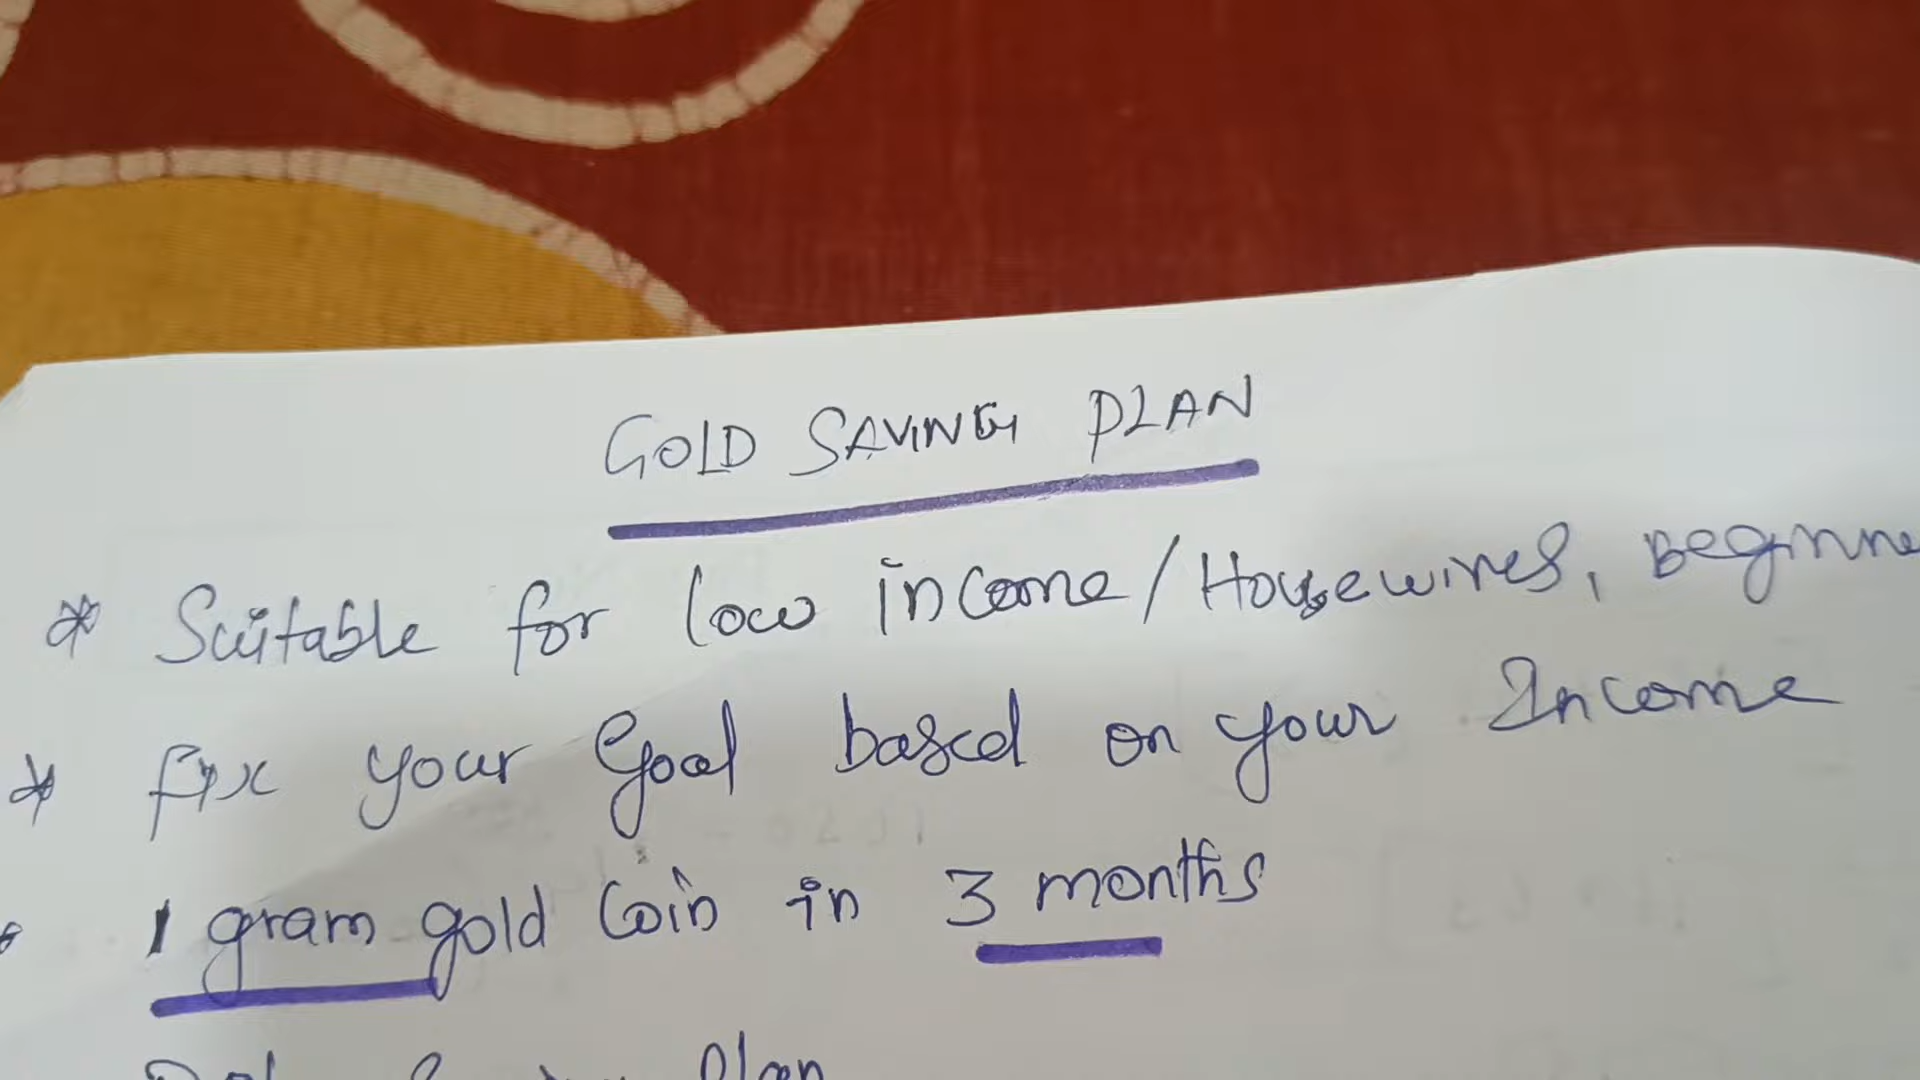 GOLD SAVING PLAN
* Suitable for low income/Housewives, Beginne
* fix your Goal based on your Income
* 1 gram gold Coin in 3 months
Plan